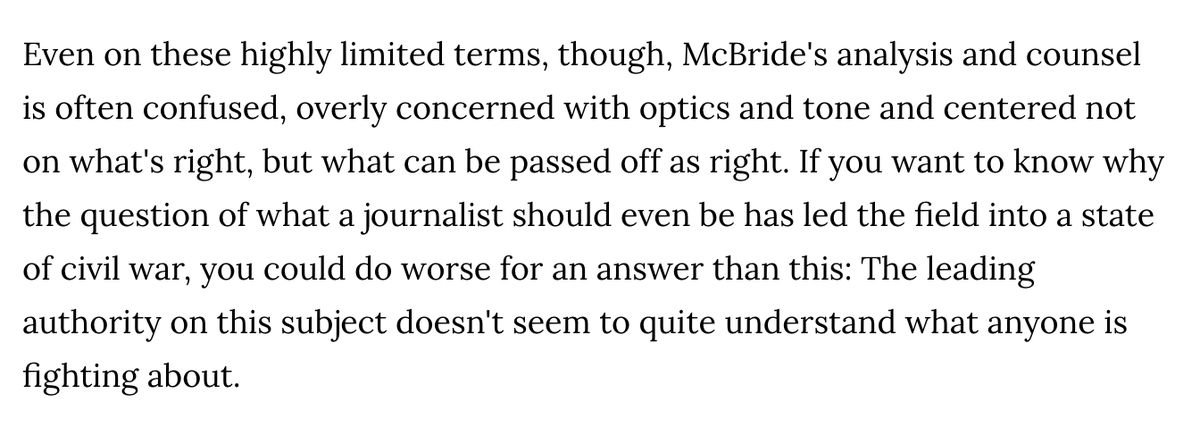 Even on these highly limited terms, though, McBride's analysis and counsel
is often confused, overly concerned with optics and tone and centered not
on what's right, but what can be passed off as right. If you want to know why
the question of what a journalist should even be has led the field into a state
of civil war, you could do worse for an answer than this: The leading
authority on this subject doesn't seem to quite understand what anyone is
fighting about.